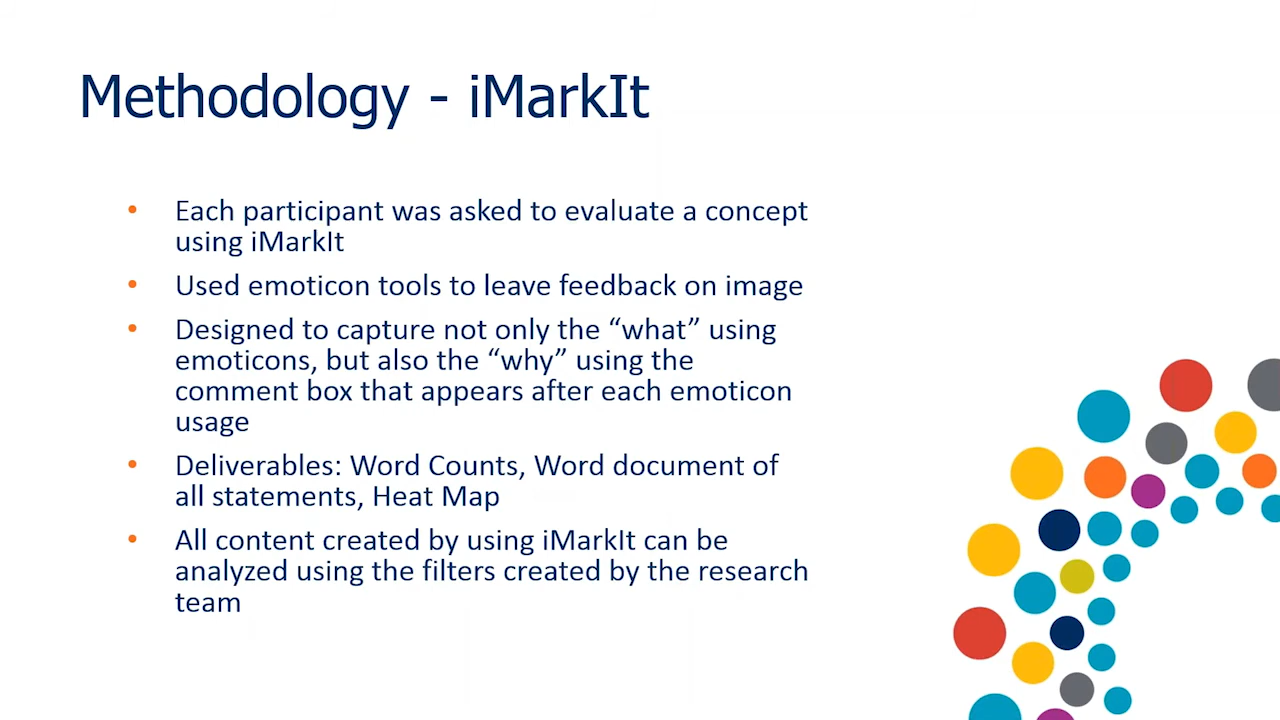 Methodology - iMarkIt
• Each participant was asked to evaluate a concept
using iMarkIt
• Used emoticon tools to leave feedback on image
• Designed to capture not only the “what” using
emoticons, but also the “why” using the
comment box that appears after each emoticon
usage
• Deliverables: Word Counts, Word document of
all statements, Heat Map
• All content created by using iMarkIt can be
analyzed using the filters created by the research
team